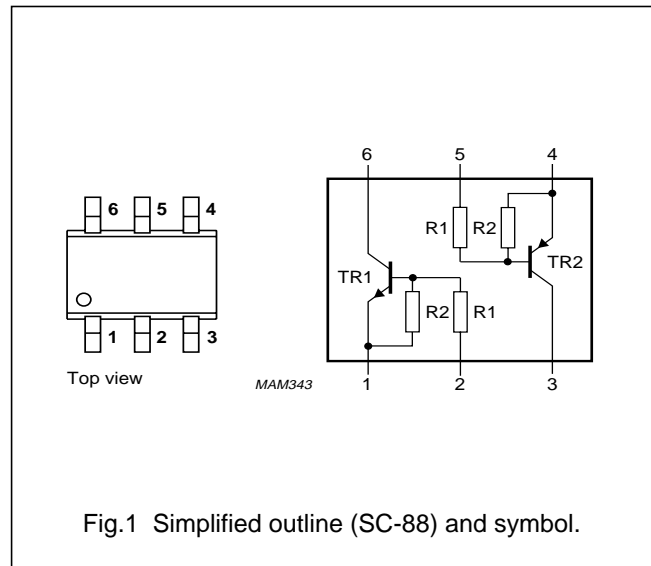 6 5 4
1 2 3
Top view
6 5 4
R1 R2
TR2
TR1
R2 R1
MAM343
1 2 3
Fig.1 Simplified outline (SC-88) and symbol.